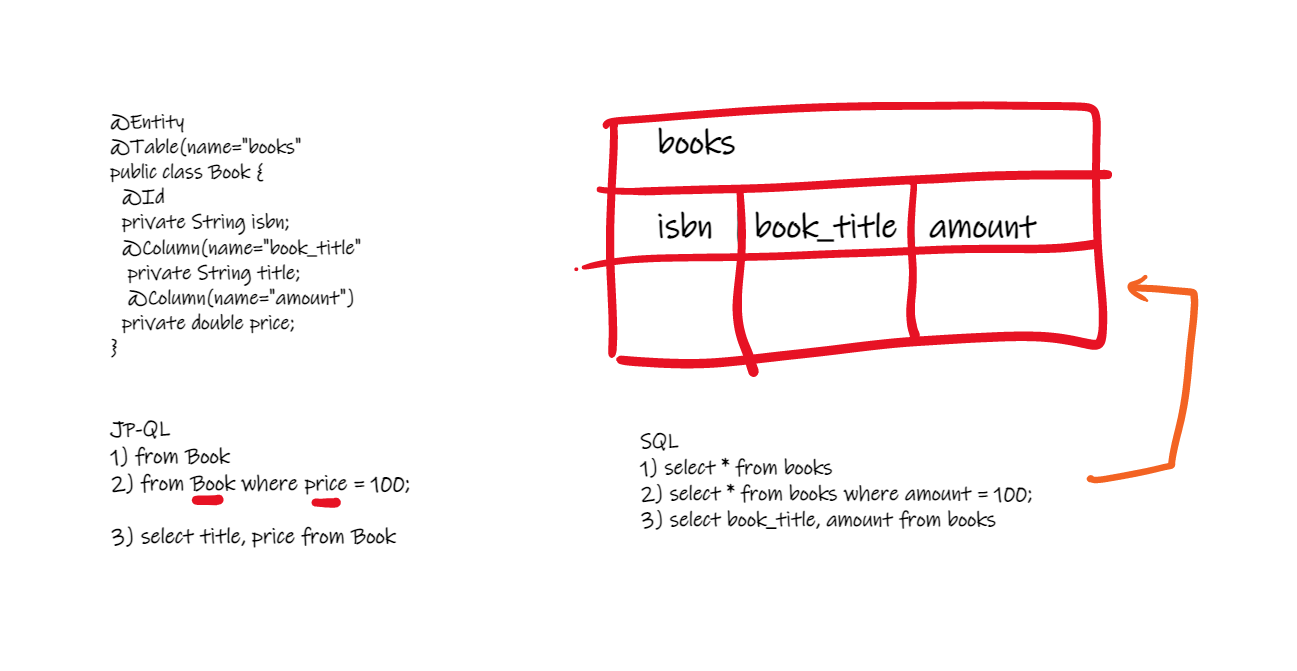 @Entity
@Table(name="books"
public class Book {
@Id
private String isbn;
@Column(name="book_title"
private String title;
@Column(name="amount")
private double price;
}
books
isbn book_title amount
JP-QL
1) from Book
2) from Book where price = 100;
3) select title, price from Book
SQL
1) select * from books
2) select * from books where amount = 100;
3) select book_title, amount from books